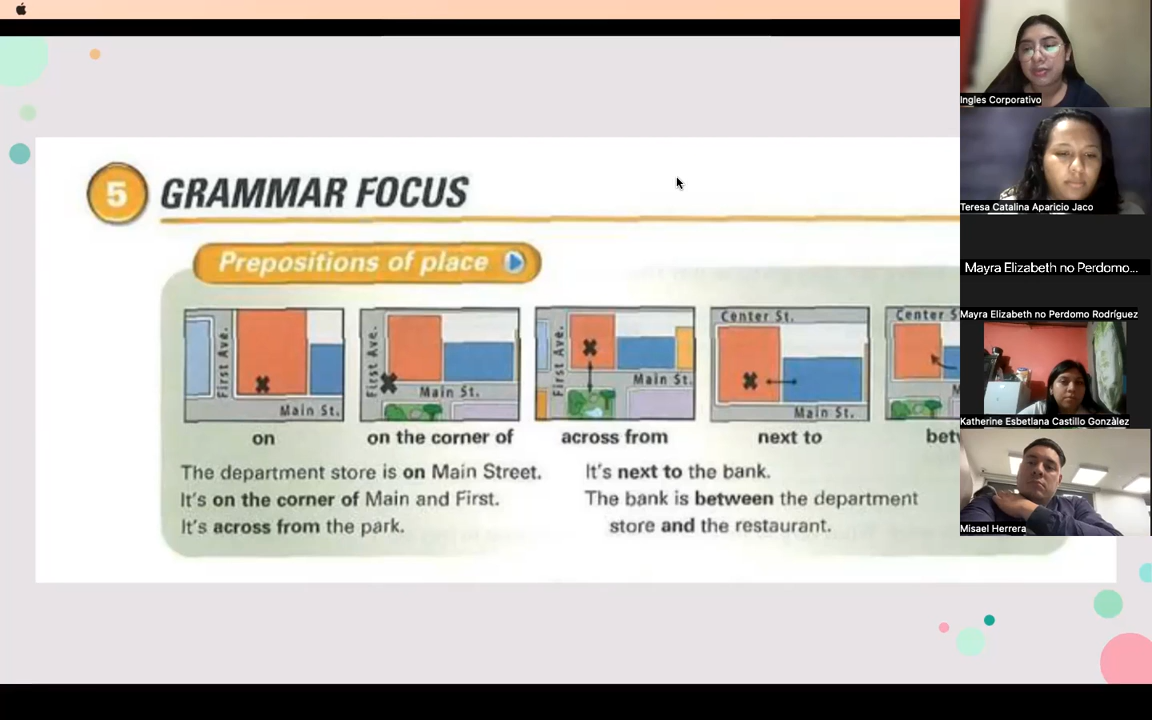 5 GRAMMAR FOCUS
Prepositions of place
First Ave.
Main St.
First Ave.
Main St.
First Ave.
Main St.
Center St.
Main St.
Center S
M
on
on the corner of
across from
next to
betw
The department store is on Main Street.
It's on the corner of Main and First.
It's across from the park.
It's next to the bank.
The bank is between the department
store and the restaurant.
Ingles Corporativo
Teresa Catalina Aparicio Jaco
Mayra Elizabeth no Perdomo...
Mayra Elizabeth no Perdomo Rodríguez
Katherine Esbetlana Castillo Gonzàlez
Misael Herrera